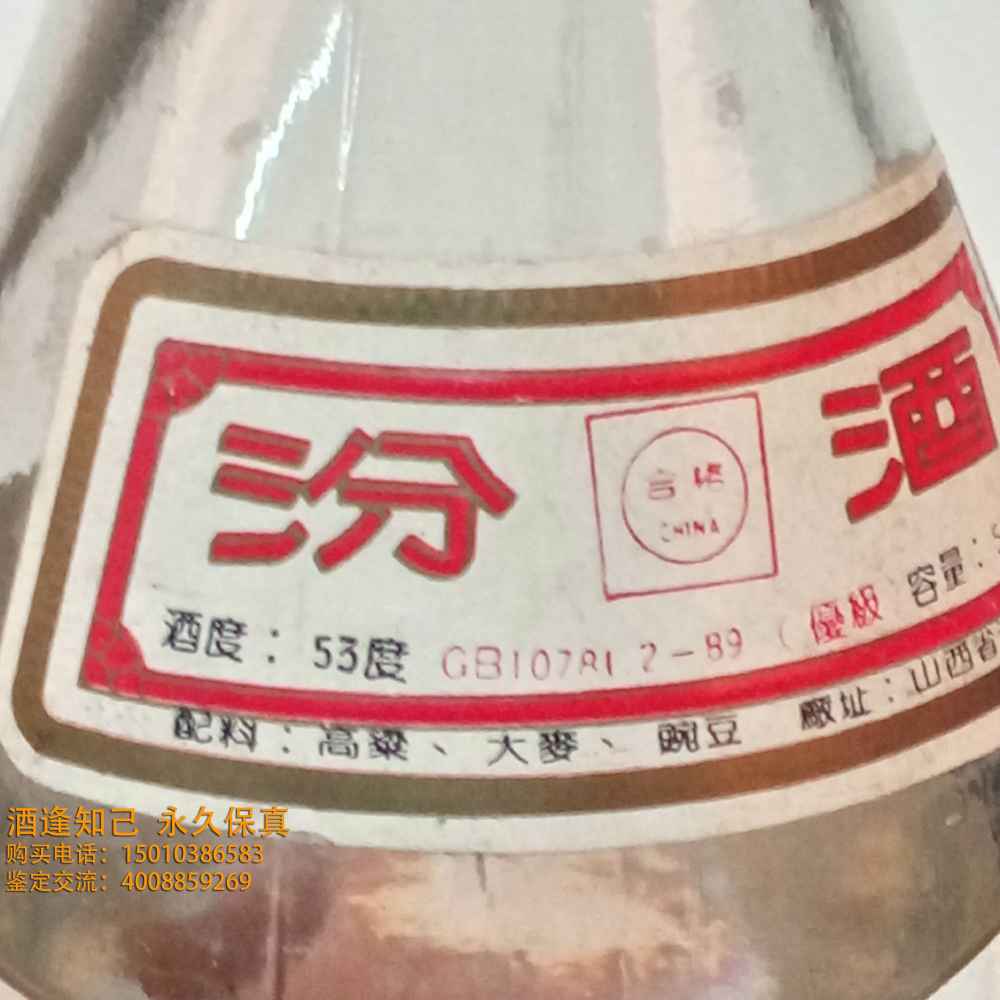 汾 酒
合格
CHINA
酒度：53度 GB10781 2-89 (優級 容量：
配料：高粱、大麥、豌豆 廠址：山西省
酒逢知己 永久保真
购买电话：15010386583
鉴定交流：4008859269